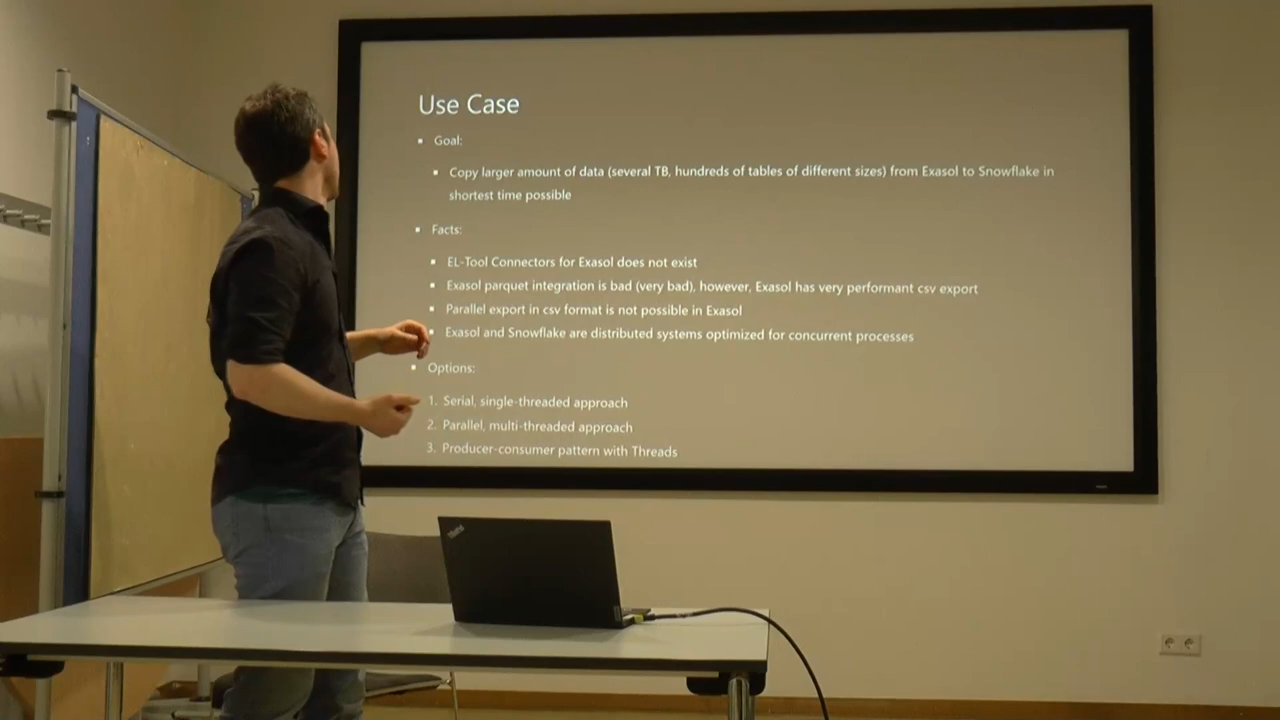 Use Case
Goal:
Copy larger amount of data (several TB, hundreds of tables of different sizes) from Exasol to Snowflake in
shortest time possible
Facts:
EL-Tool Connectors for Exasol does not exist
Exasol parquet integration is bad (very bad), however, Exasol has very performant csv export
Parallel export in csv format is not possible in Exasol
Exasol and Snowflake are distributed systems optimized for concurrent processes
Options:
1. Serial, single-threaded approach
2. Parallel, multi-threaded approach
3. Producer-consumer pattern with Threads
ThinkPad